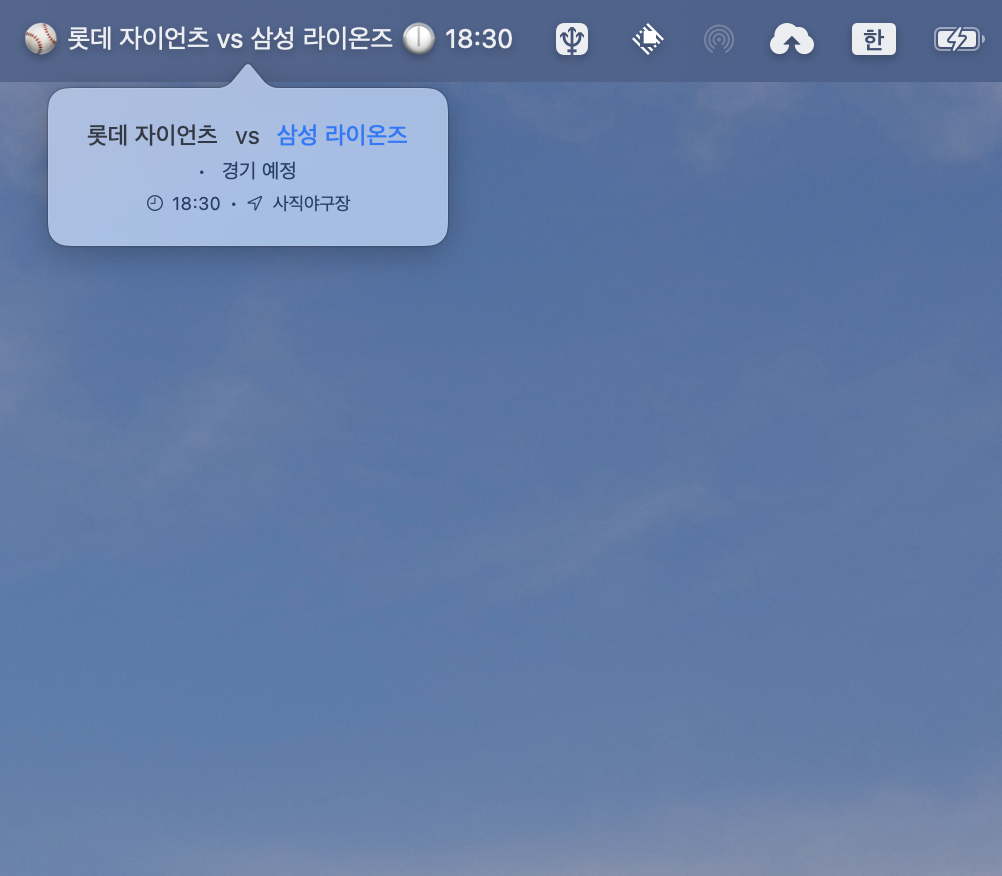 롯데 자이언츠 vs 삼성 라이온즈 18:30 한
롯데 자이언츠 vs 삼성 라이온즈
· 경기 예정
18:30 · 사직야구장